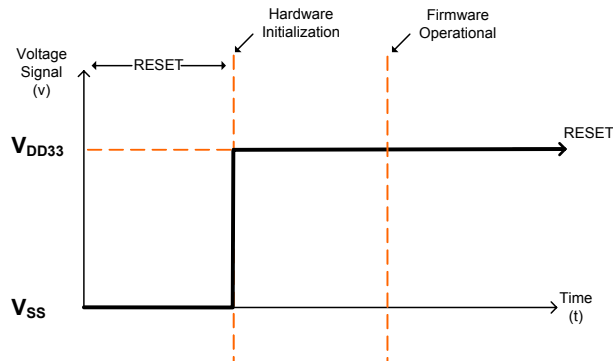 Hardware
Initialization
Firmware
Operational
Voltage
Signal
(v)
RESET
VDD33
RESET
VSS
Time
(t)